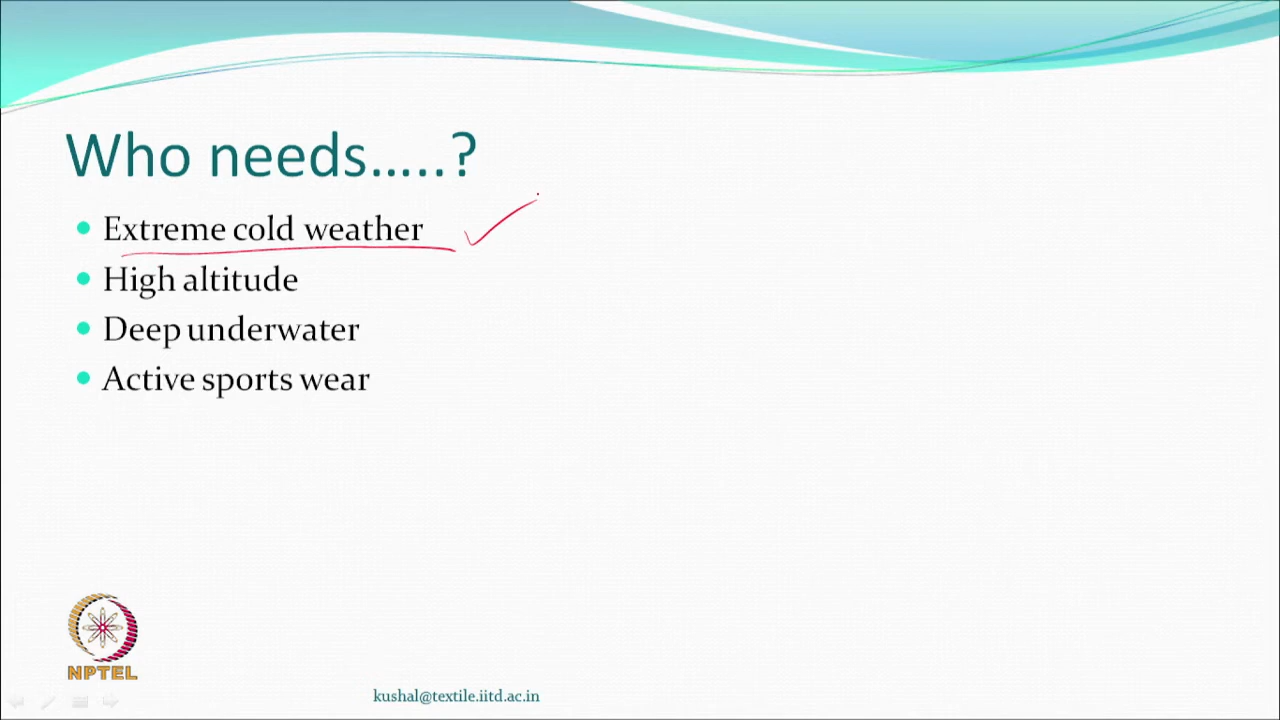 Who needs.....?
Extreme cold weather
High altitude
Deep underwater
Active sports wear
NPTEL
kushal@textile.iitd.ac.in